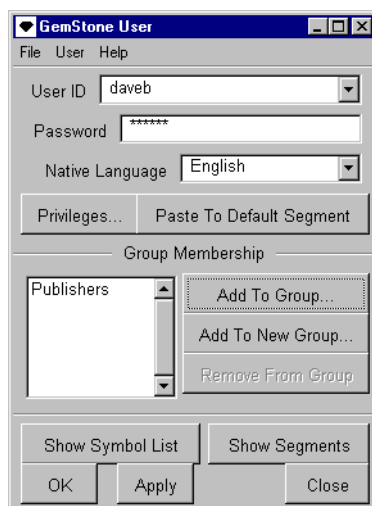 GemStone User
File User Help
User ID daveb
Password ******
Native Language English
Privileges... Paste To Default Segment
Group Membership
Publishers
Add To Group...
Add To New Group...
Remove From Group
Show Symbol List Show Segments
OK Apply Close